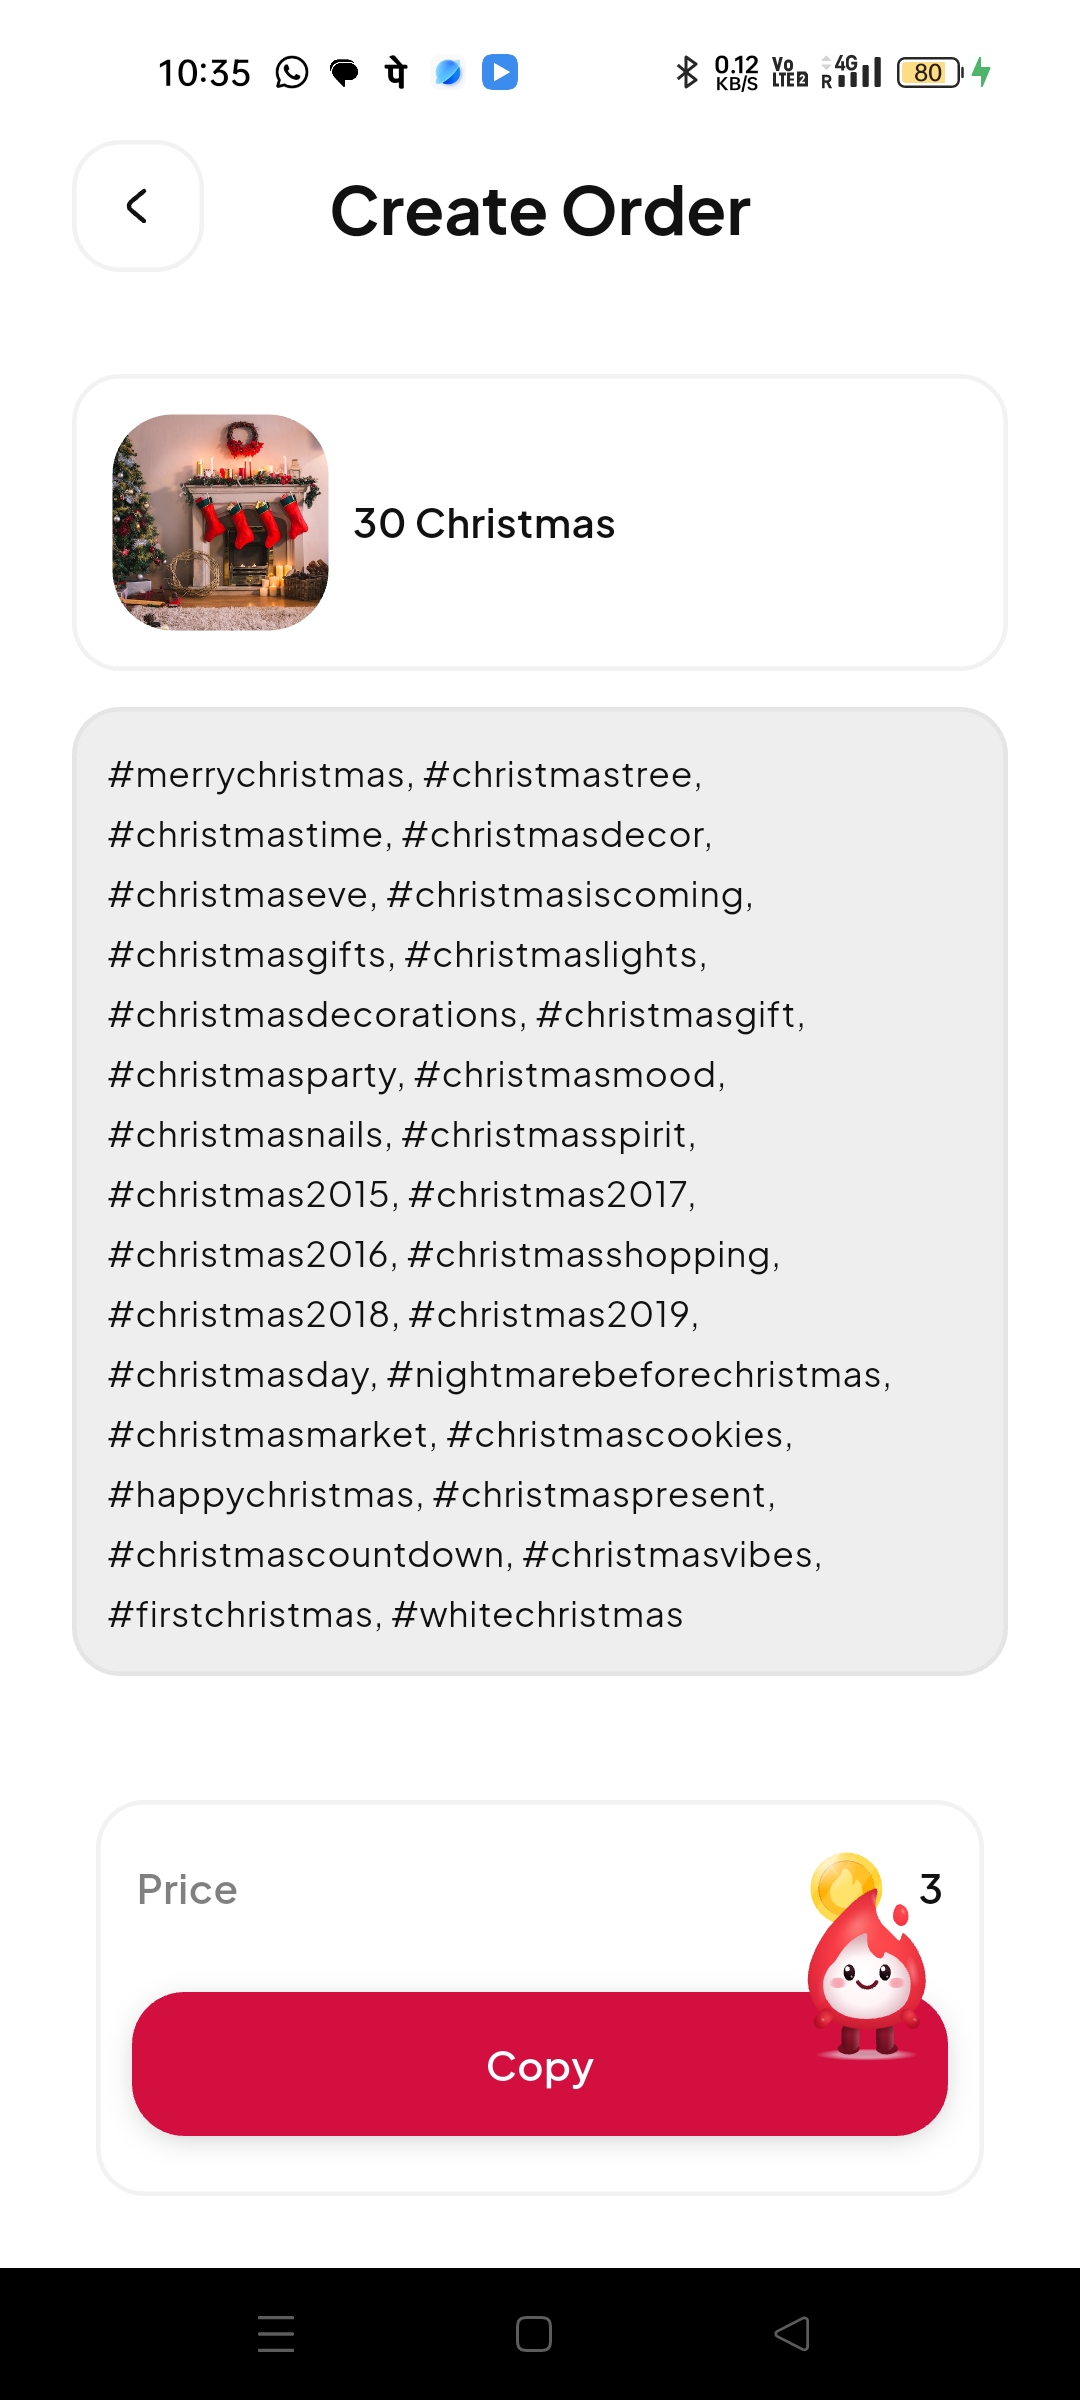 10:35 पे 0.12 KB/S Vo LTE 2 4G R 80
Create Order
30 Christmas
#merrychristmas, #christmastree,
#christmastime, #christmasdecor,
#christmaseve, #christmasiscoming,
#christmasgifts, #christmaslights,
#christmasdecorations, #christmasgift,
#christmasparty, #christmasmood,
#christmasnails, #christmasspirit,
#christmas2015, #christmas2017,
#christmas2016, #christmasshopping,
#christmas2018, #christmas2019,
#christmasday, #nightmarebeforechristmas,
#christmasmarket, #christmascookies,
#happychristmas, #christmaspresent,
#christmascountdown, #christmasvibes,
#firstchristmas, #whitechristmas
Price 3
Copy